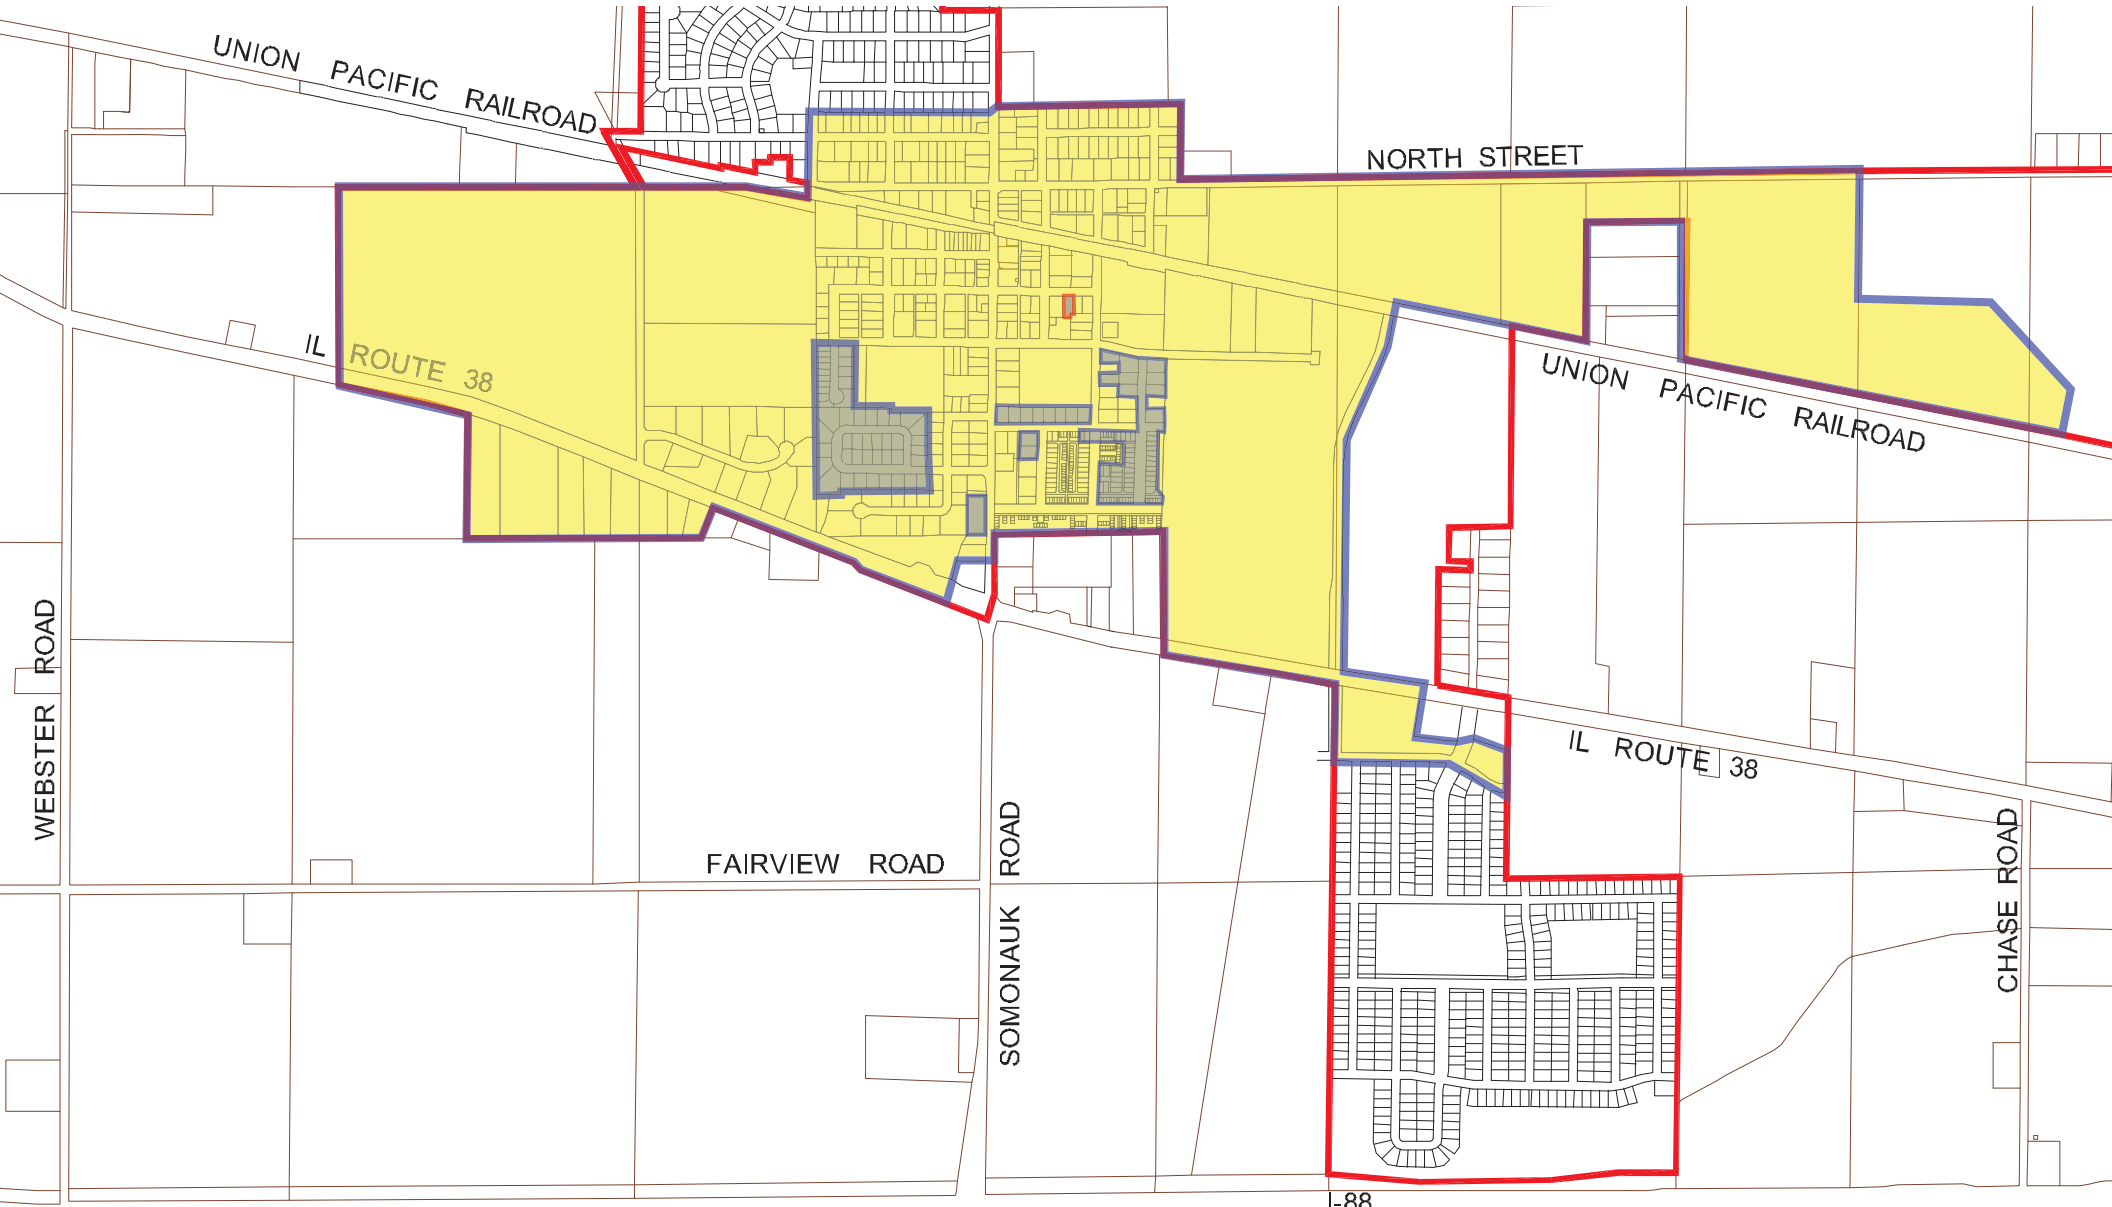 UNION PACIFIC RAILROAD
NORTH STREET
IL ROUTE 38
UNION PACIFIC RAILROAD
WEBSTER ROAD
IL ROUTE 38
FAIRVIEW ROAD
SOMONAUK ROAD
CHASE ROAD
I-88